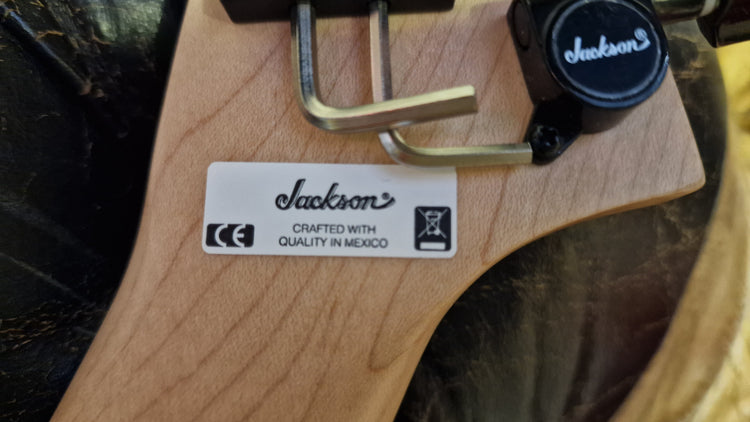 Jackson®
Jackson®
CE
CRAFTED WITH
QUALITY IN MEXICO